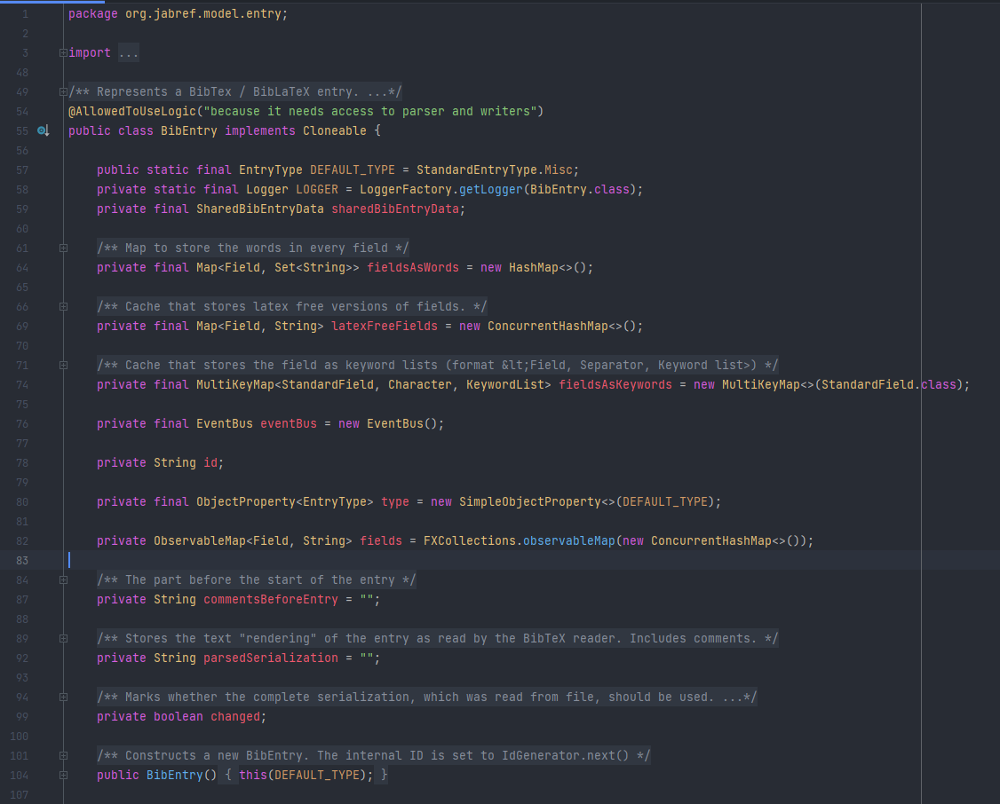 1 package org.jabref.model.entry;
2
3 import ...
48
49 /** Represents a BibTex / BibLaTeX entry. ...*/
54 @AllowedToUseLogic("because it needs access to parser and writers")
55 public class BibEntry implements Cloneable {
56
57 public static final EntryType DEFAULT_TYPE = StandardEntryType.Misc;
58 private static final Logger LOGGER = LoggerFactory.getLogger(BibEntry.class);
59 private final SharedBibEntryData sharedBibEntryData;
60
61 /** Map to store the words in every field */
64 private final Map<Field, Set<String>> fieldsAsWords = new HashMap<>();
65
66 /** Cache that stores latex free versions of fields. */
69 private final Map<Field, String> latexFreeFields = new ConcurrentHashMap<>();
70
71 /** Cache that stores the field as keyword lists (format &lt;Field, Separator, Keyword list>) */
74 private final MultiKeyMap<StandardField, Character, KeywordList> fieldsAsKeywords = new MultiKeyMap<>(StandardField.class);
75
76 private final EventBus eventBus = new EventBus();
77
78 private String id;
79
80 private final ObjectProperty<EntryType> type = new SimpleObjectProperty<>(DEFAULT_TYPE);
81
82 private ObservableMap<Field, String> fields = FXCollections.observableMap(new ConcurrentHashMap<>());
83
84 /** The part before the start of the entry */
87 private String commentsBeforeEntry = "";
88
89 /** Stores the text "rendering" of the entry as read by the BibTeX reader. Includes comments. */
92 private String parsedSerialization = "";
93
94 /** Marks whether the complete serialization, which was read from file, should be used. ...*/
99 private boolean changed;
100
101 /** Constructs a new BibEntry. The internal ID is set to IdGenerator.next() */
104 public BibEntry() { this(DEFAULT_TYPE); }
107